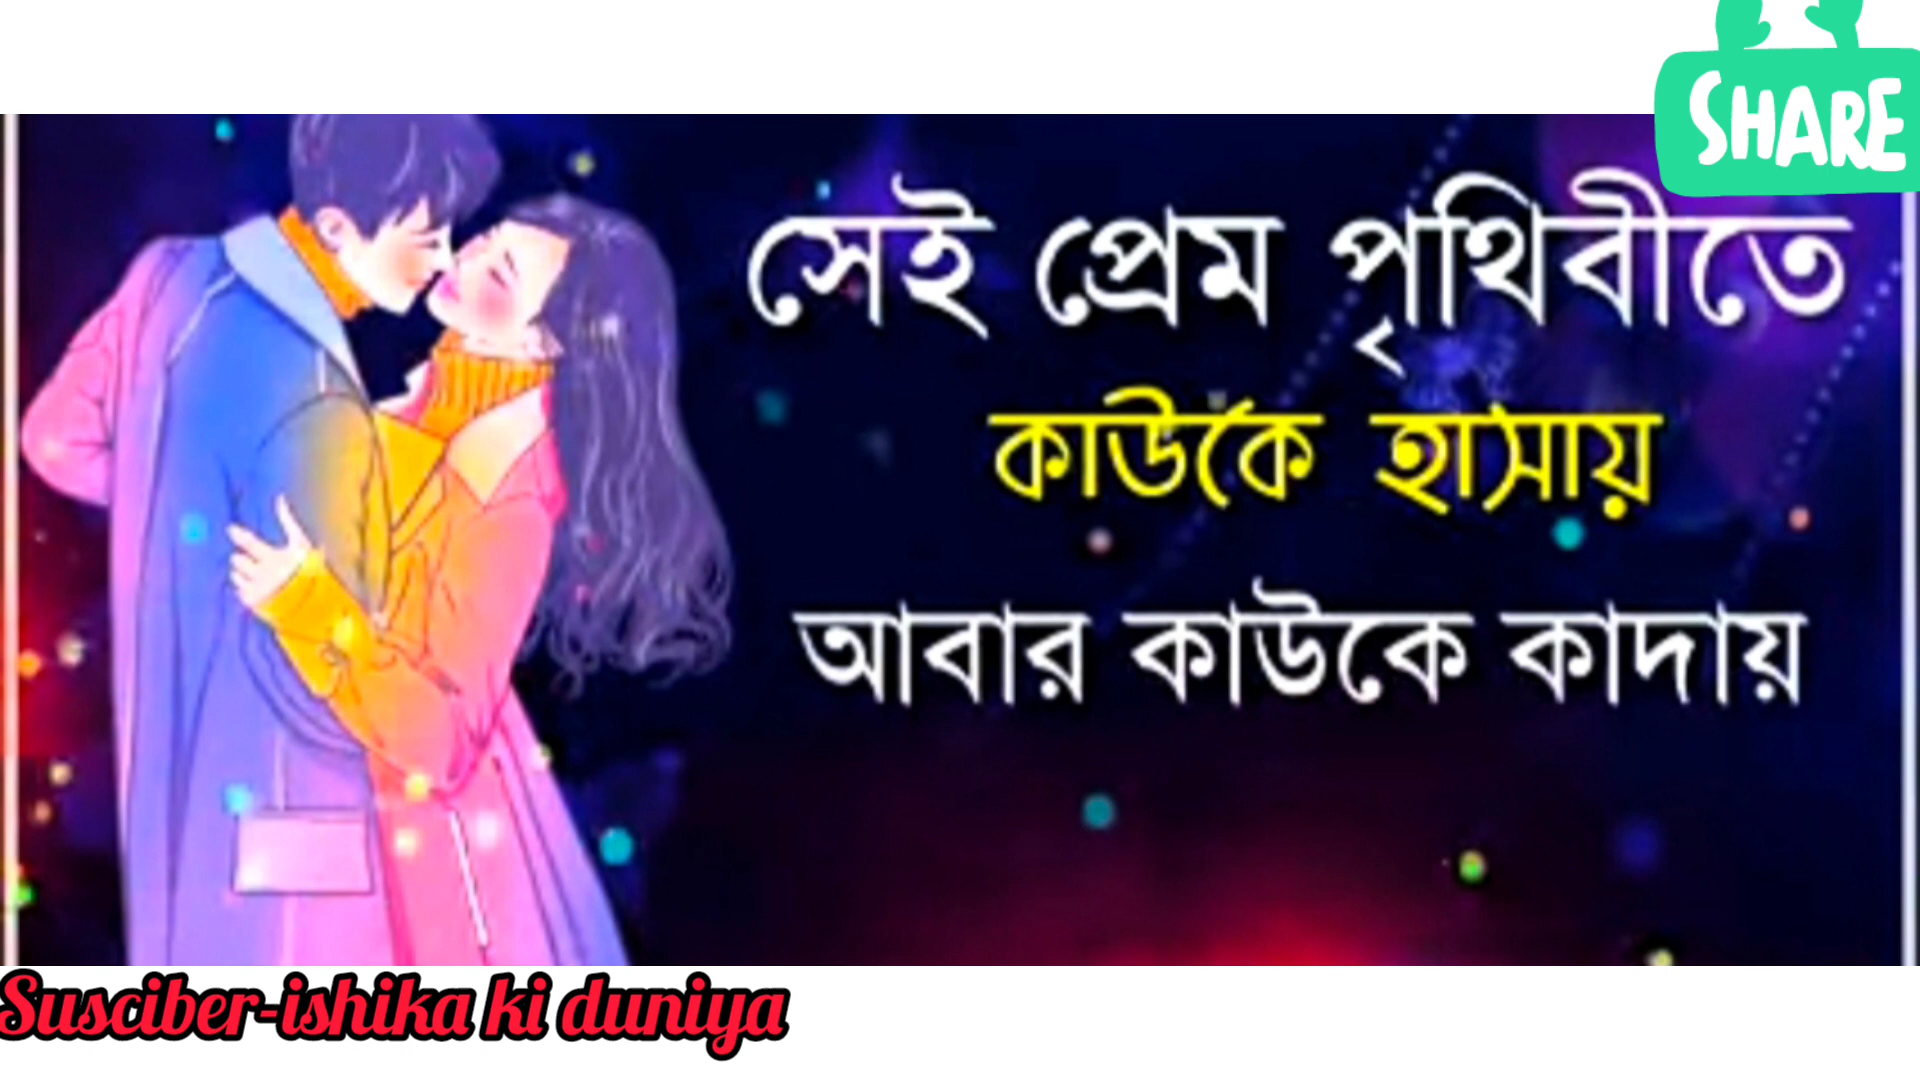 SHARE
সেই প্রেম পৃথিবীতে
কাউকে হাসায়
আবার কাউকে কাদায়
Susciber-ishika ki duniya